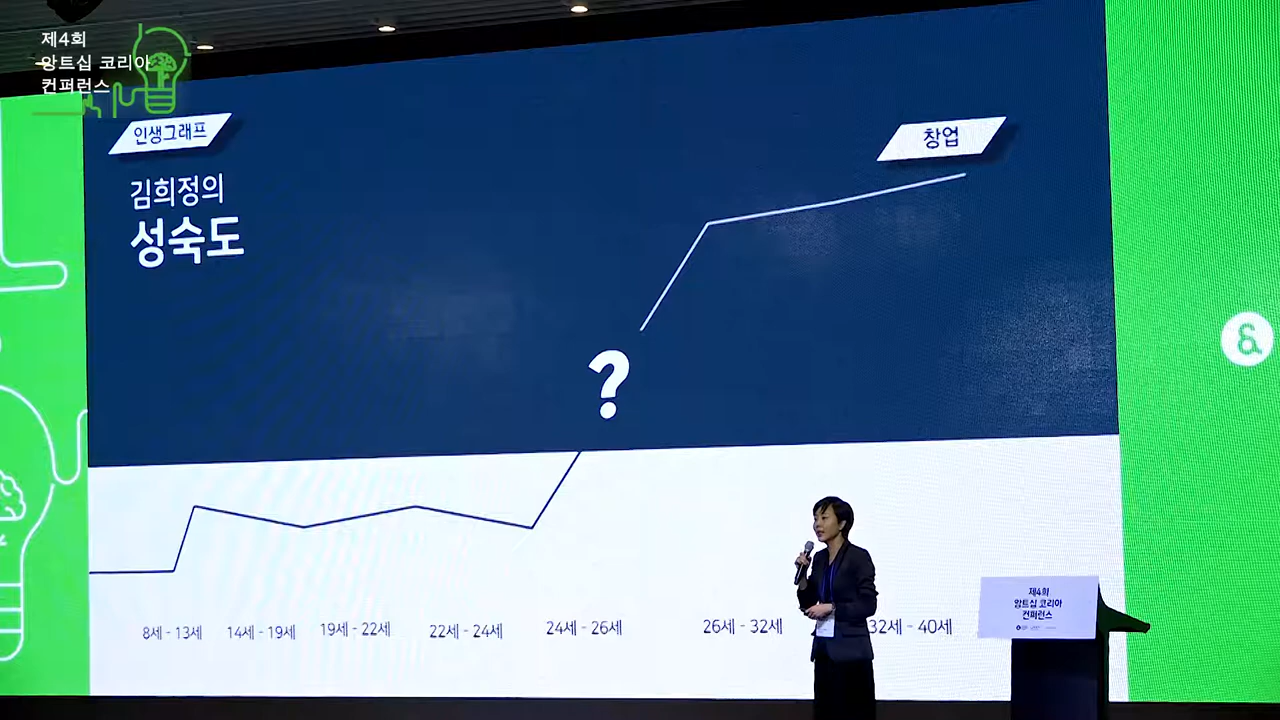 제4회
앙트십 코리아
컨퍼런스
인생그래프
김희정의
성숙도
창업
?
&
8세 - 13세
14세 - 19세
19세 - 22세
22세 - 24세
24세 - 26세
26세 - 32세
32세 - 40세
제4회
앙트십 코리아
컨퍼런스